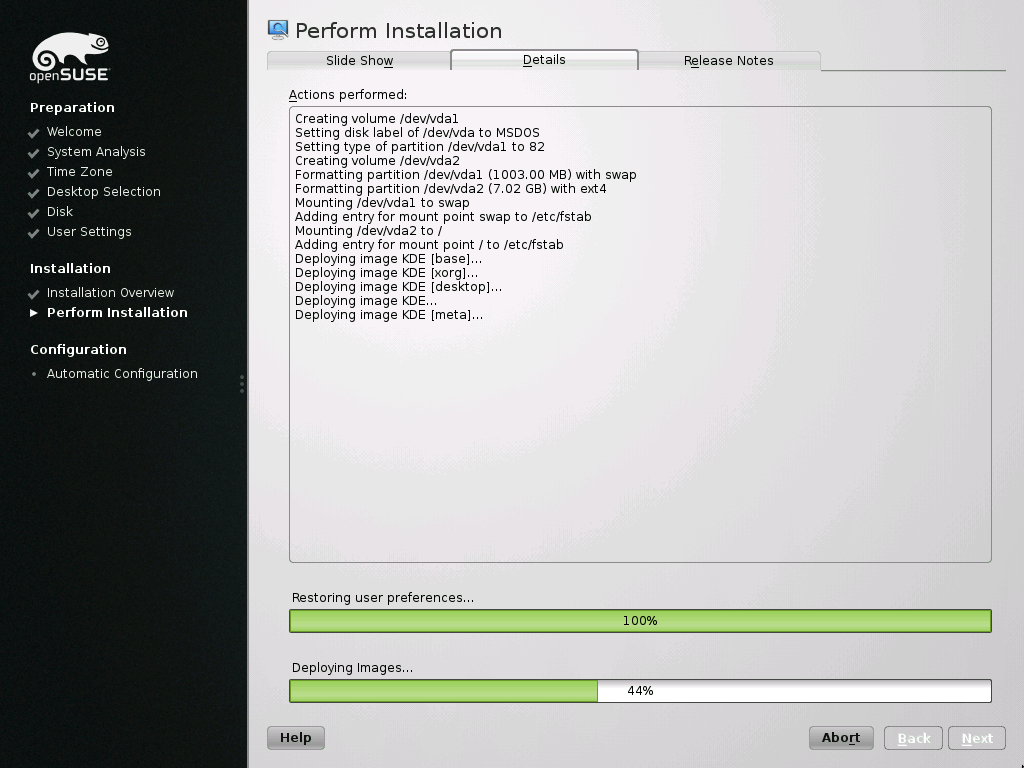 openSUSE
Preparation
Welcome
System Analysis
Time Zone
Desktop Selection
Disk
User Settings
Installation
Installation Overview
Perform Installation
Configuration
Automatic Configuration
Perform Installation
Slide Show
Details
Release Notes
Actions performed:
Creating volume /dev/vda1
Setting disk label of /dev/vda to MSDOS
Setting type of partition /dev/vda1 to 82
Creating volume /dev/vda2
Formatting partition /dev/vda1 (1003.00 MB) with swap
Formatting partition /dev/vda2 (7.02 GB) with ext4
Mounting /dev/vda1 to swap
Adding entry for mount point swap to /etc/fstab
Mounting /dev/vda2 to /
Adding entry for mount point / to /etc/fstab
Deploying image KDE [base]...
Deploying image KDE [xorg]...
Deploying image KDE [desktop]...
Deploying image KDE...
Deploying image KDE [meta]...
Restoring user preferences...
100%
Deploying Images...
44%
Help
Abort
Back
Next